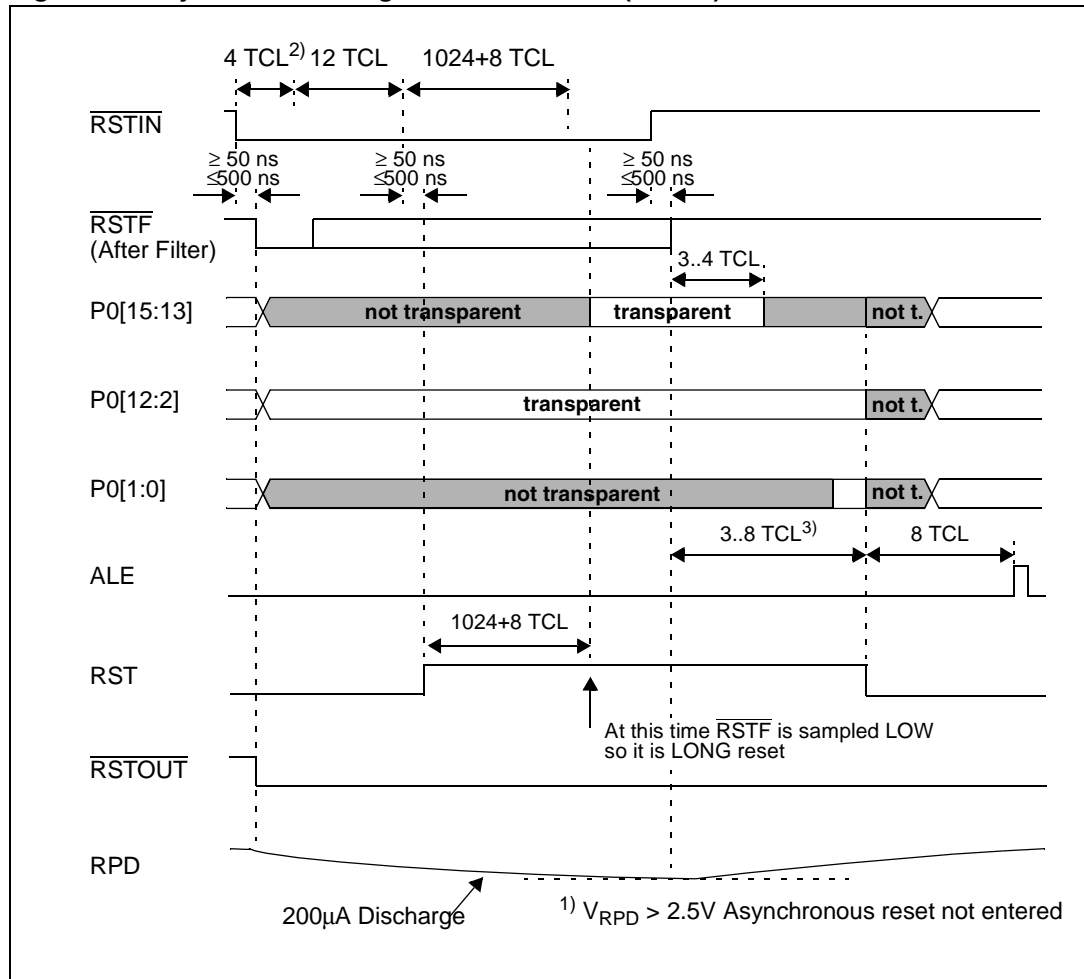 4 TCL2) 12 TCL 1024+8 TCL
RSTIN
≥ 50 ns ≥ 50 ns ≥ 50 ns
≤500 ns ≤500 ns ≤500 ns
RSTF
(After Filter)
3..4 TCL
P0[15:13] not transparent transparent not t.
P0[12:2] transparent not t.
P0[1:0] not transparent not t.
3..8 TCL3) 8 TCL
ALE
1024+8 TCL
RST
At this time RSTF is sampled LOW
so it is LONG reset
RSTOUT
RPD
200µA Discharge
1) VRPD > 2.5V Asynchronous reset not entered